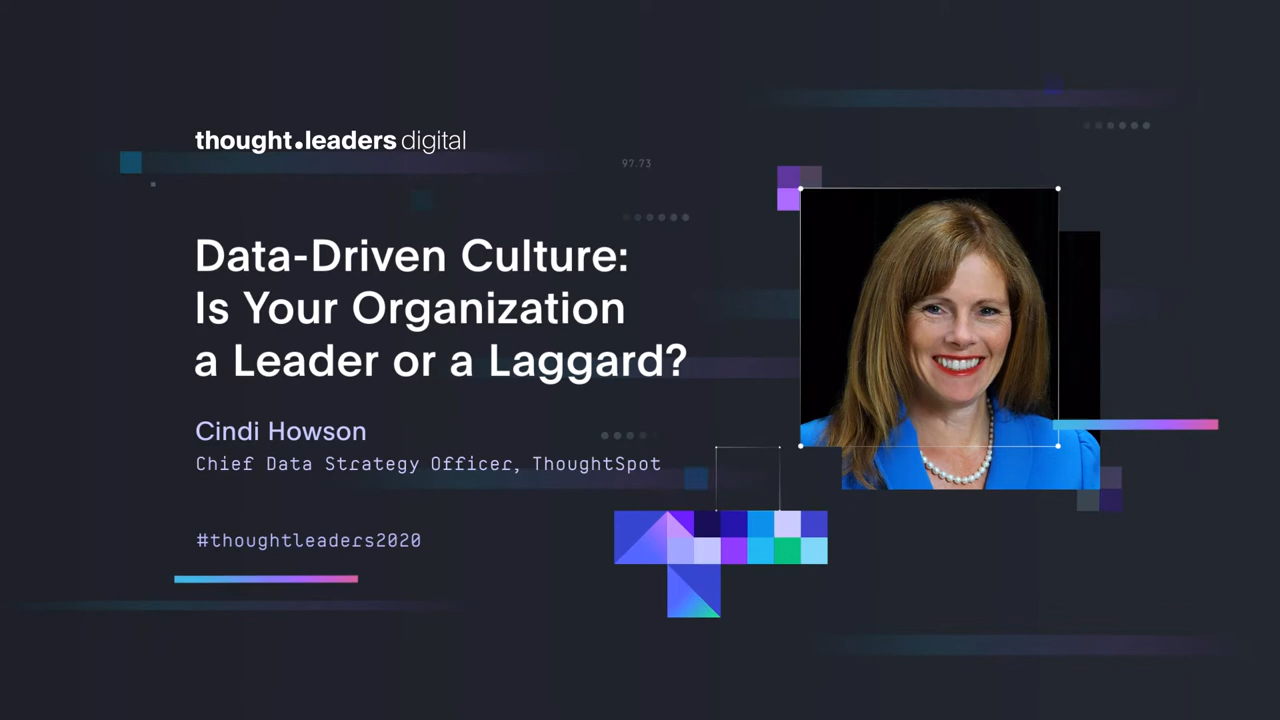 thought.leaders digital
97.73
Data-Driven Culture:
Is Your Organization
a Leader or a Laggard?
Cindi Howson
Chief Data Strategy Officer, ThoughtSpot
#thoughtleaders2020